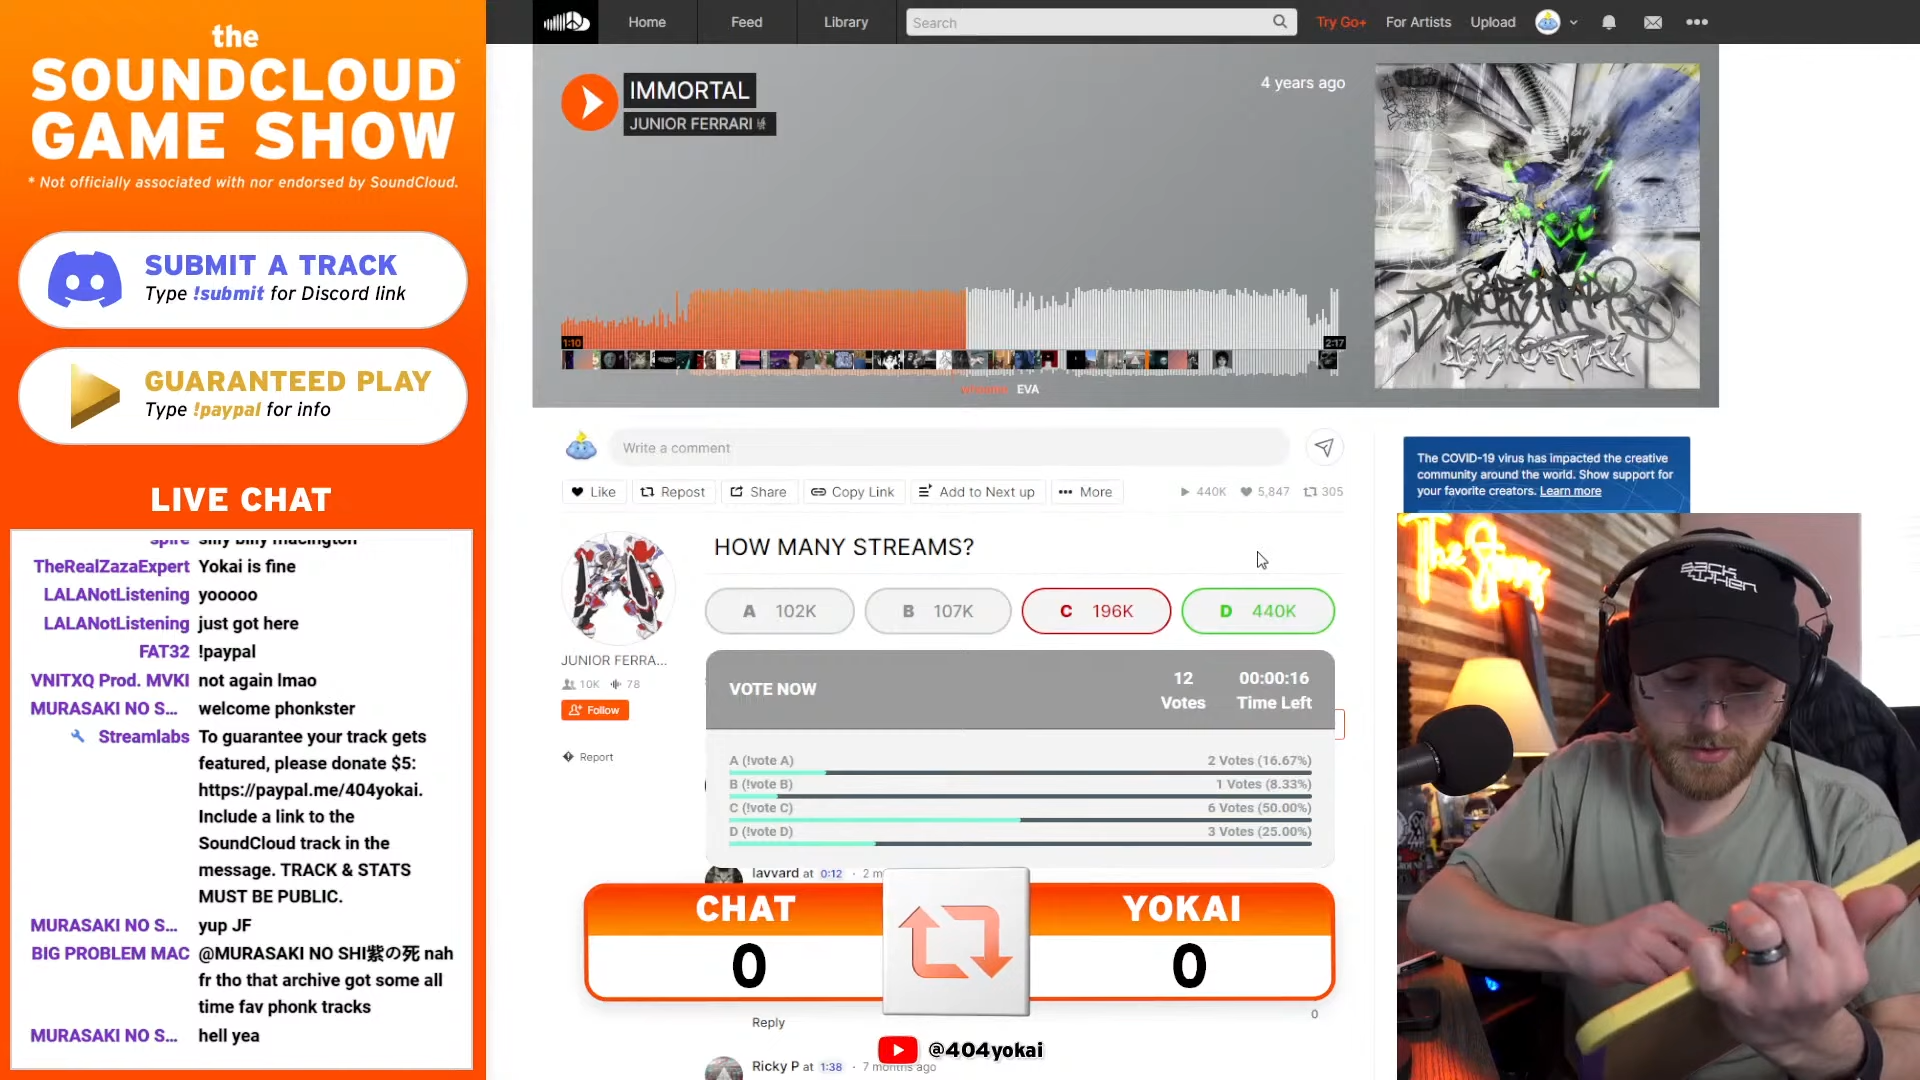 the
SOUNDCLOUD*
GAME SHOW
* Not officially associated with nor endorsed by SoundCloud.
SUBMIT A TRACK
Type !submit for Discord link
GUARANTEED PLAY
Type !paypal for info
LIVE CHAT
spire silly billy macington
TheRealZazaExpert Yokai is fine
LALANotListening yooooo
LALANotListening just got here
FAT32 !paypal
VNITXQ Prod. MVKI not again lmao
MURASAKI NO S... welcome phonkster
Streamlabs To guarantee your track gets
featured, please donate $5:
https://paypal.me/404yokai.
Include a link to the
SoundCloud track in the
message. TRACK & STATS
MUST BE PUBLIC.
MURASAKI NO S... yup JF
BIG PROBLEM MAC @MURASAKI NO SHI紫の死 nah
fr tho that archive got some all
time fav phonk tracks
MURASAKI NO S... hell yea
Home Feed Library Search Try Go+ For Artists Upload
IMMORTAL
JUNIOR FERRARI
4 years ago
1:10
2:17
EVA
Write a comment
Like Repost Share Copy Link Add to Next up More 440K 5,847 305
The COVID-19 virus has impacted the creative
community around the world. Show support for
your favorite creators. Learn more
HOW MANY STREAMS?
A 102K B 107K C 196K D 440K
JUNIOR FERRA...
10K 78
Follow
Report
VOTE NOW
12
Votes
00:00:16
Time Left
A (!vote A) 2 Votes (16.67%)
B (!vote B) 1 Votes (8.33%)
C (!vote C) 6 Votes (50.00%)
D (!vote D) 3 Votes (25.00%)
lavvard at 0:12 · 2 m
CHAT
0
YOKAI
0
Reply
0
@404yokai
Ricky P at 1:38 · 7 months ago
BACK
WHEN